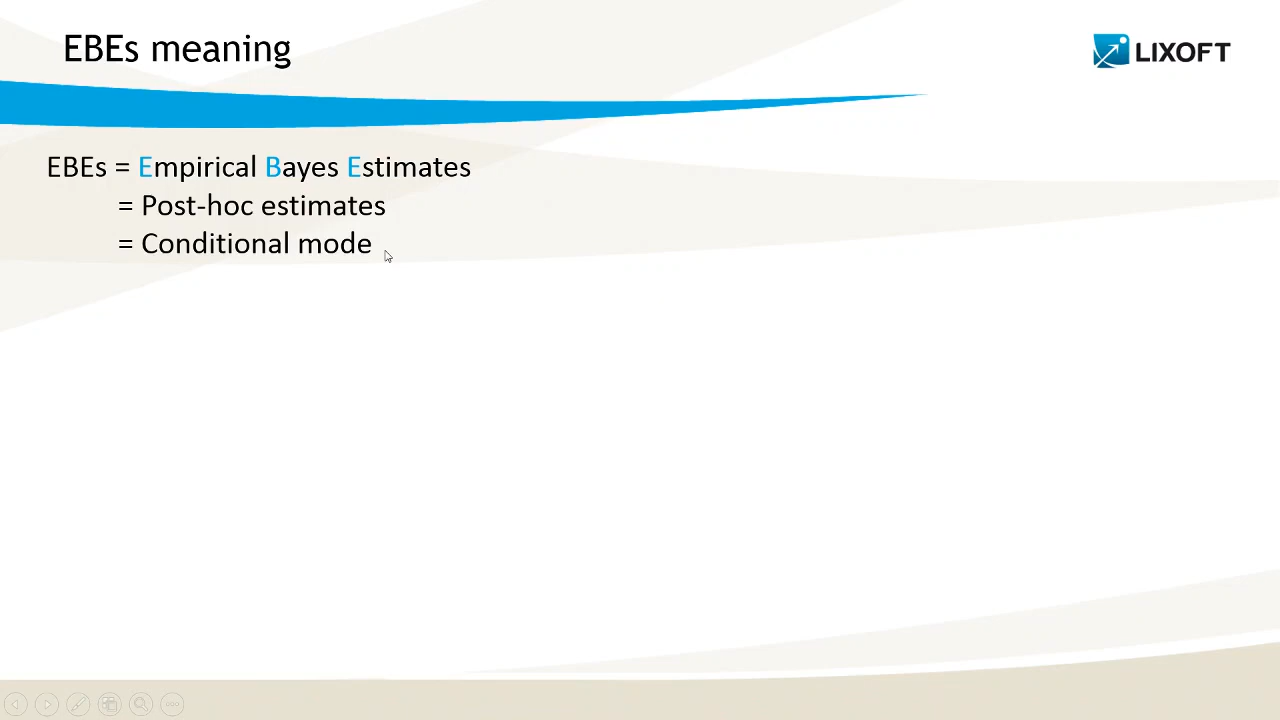 EBEs meaning
LIXOFT
EBEs = Empirical Bayes Estimates
= Post-hoc estimates
= Conditional mode